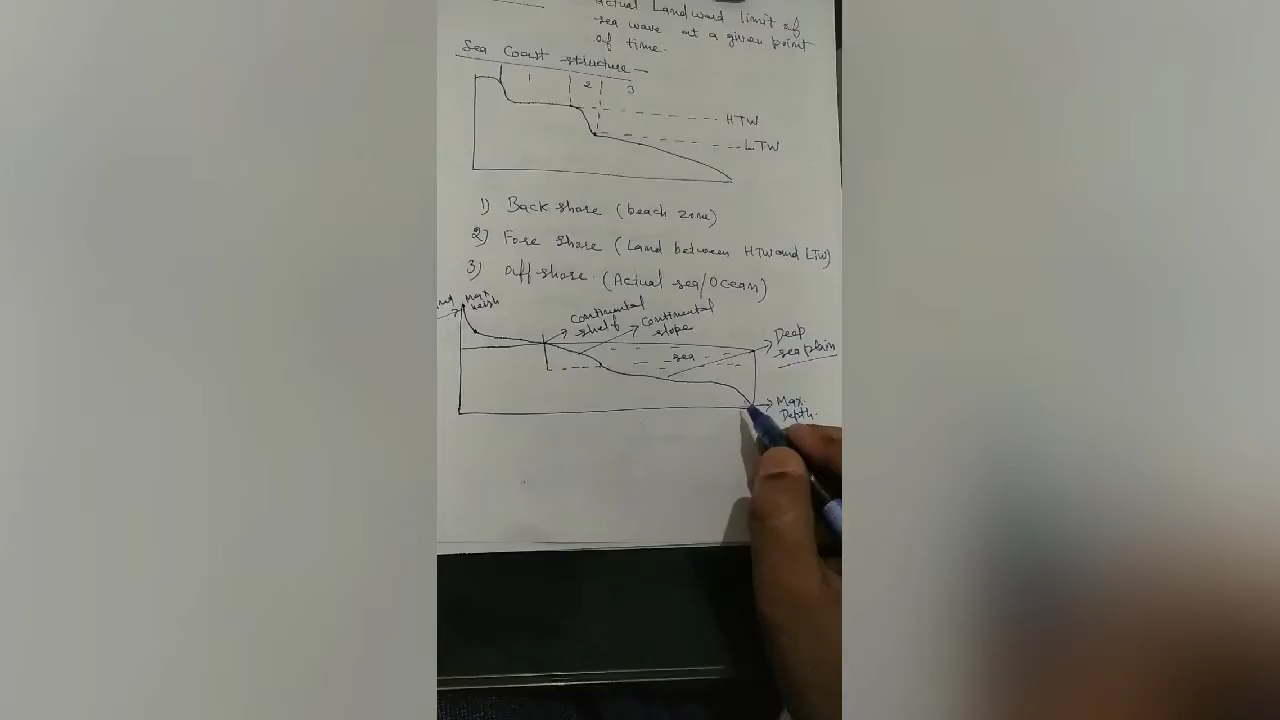 actual Landward limit of
sea wave at a given point
of time.
Sea Coast structure -
1 2 3
HTW
LTW
1) Back shore (beach zone)
2) Fore shore (Land between HTW and LTW)
3) off-shore. (Actual sea/Ocean)
Max
continental
shelf
continental
slope
sea
Deep
sea plain
Max.
Depth.